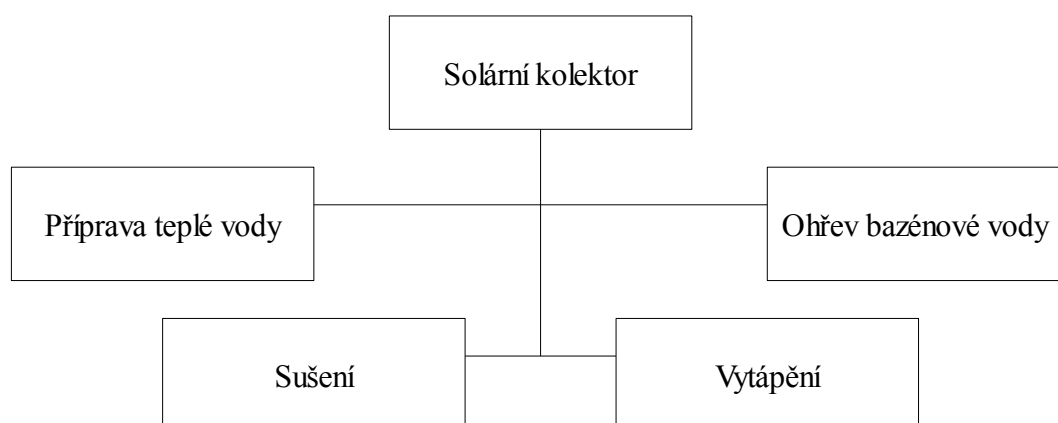 Solární kolektor
Příprava teplé vody
Ohřev bazénové vody
Sušení
Vytápění